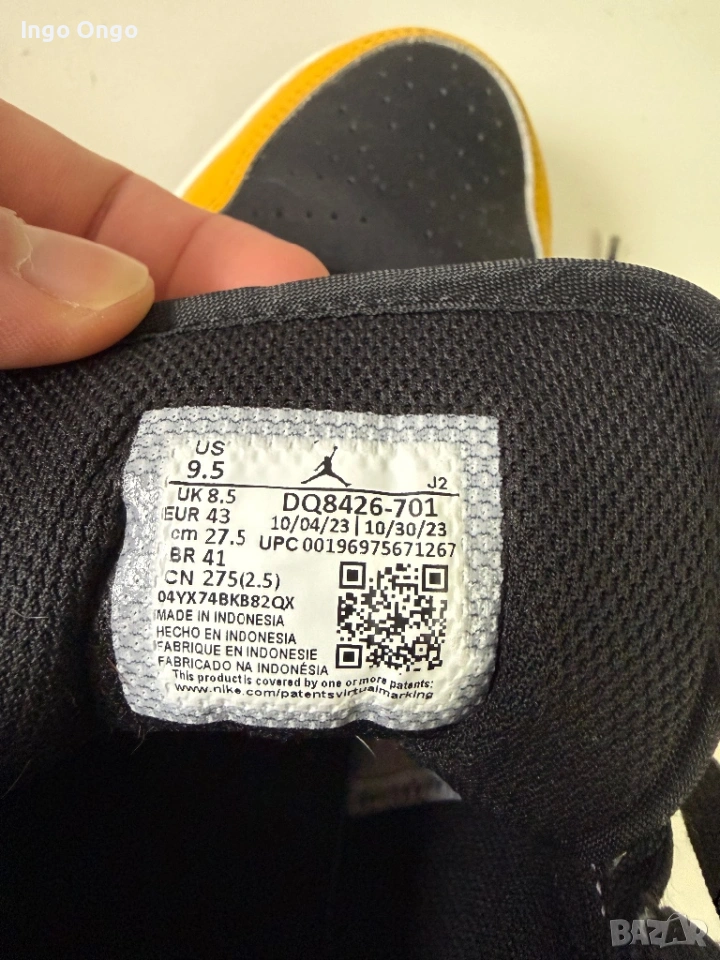 Ingo Ongo
US
9.5
J2
UK 8.5
EUR 43
cm 27.5
BR 41
CN 275(2.5)
DQ8426-701
10/04/23 | 10/30/23
UPC 00196975671267
04YX74BKB82QX
MADE IN INDONESIA
HECHO EN INDONESIA
FABRIQUE EN INDONESIE
FABRICADO NA INDONÉSIA
This product is covered by one or more patents:
www.nike.com/patentsvirtualmarking
BAZAR